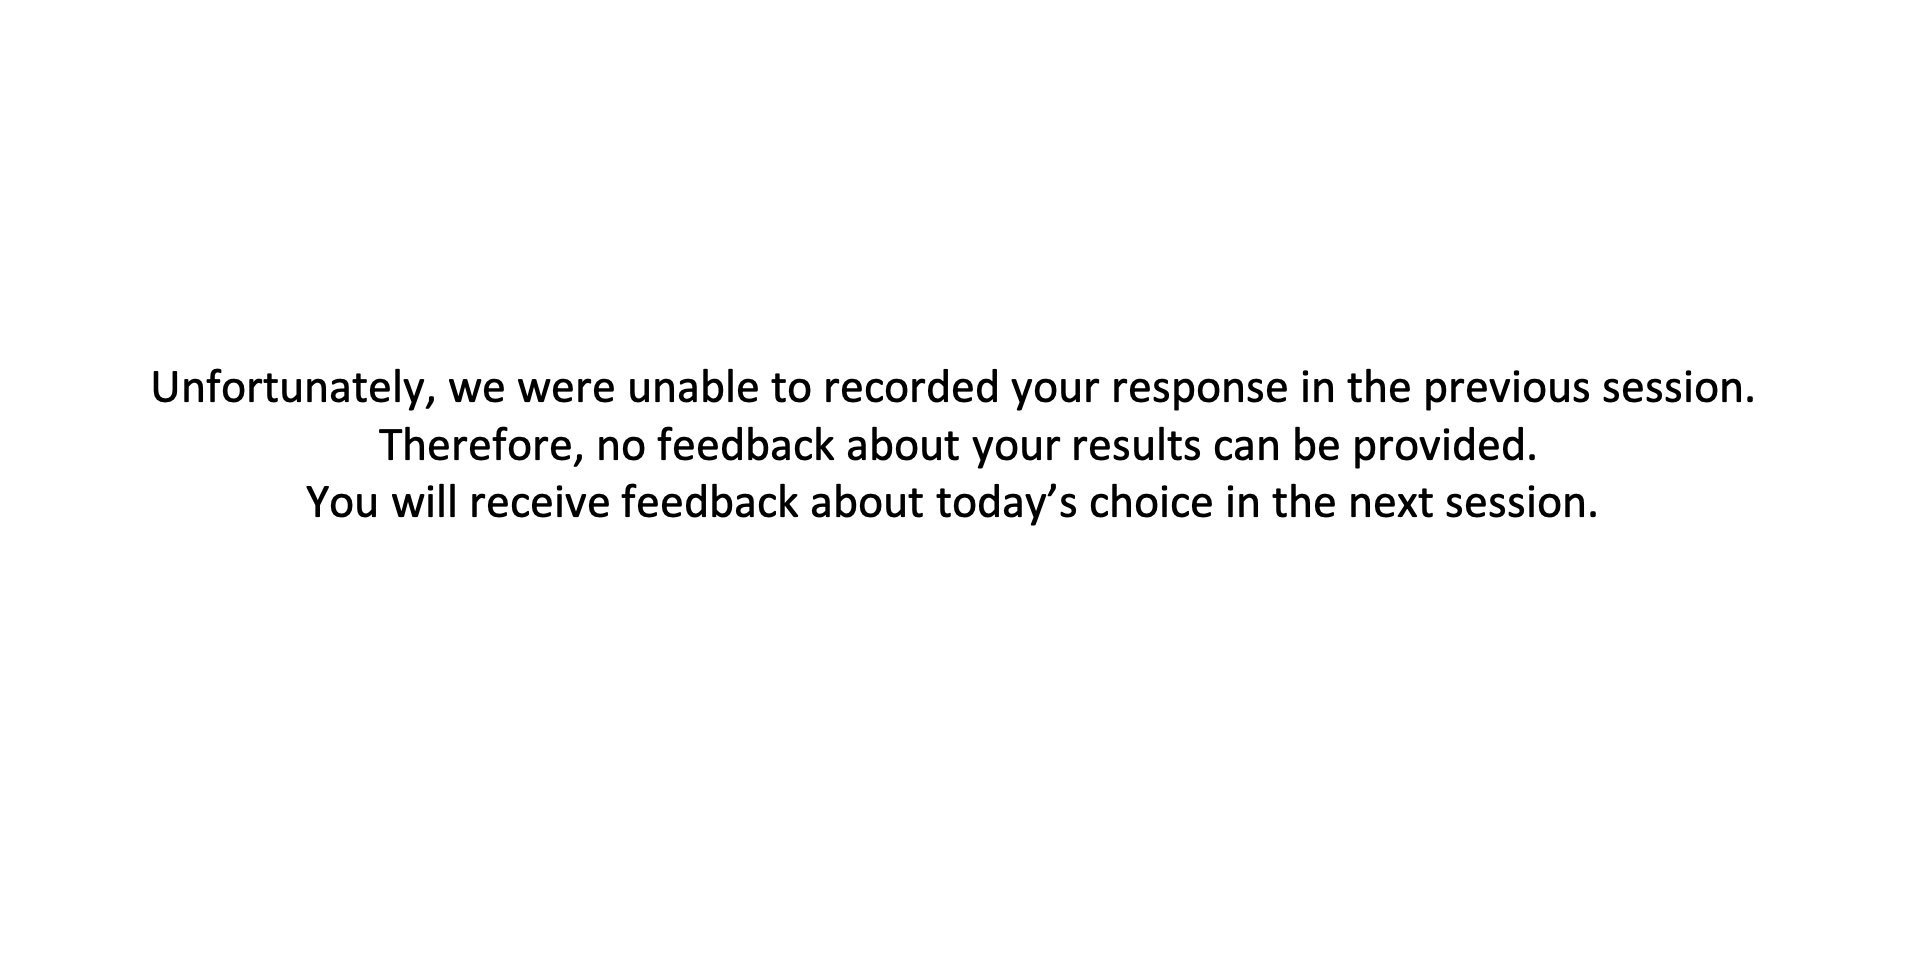 Unfortunately, we were unable to recorded your response in the previous session.
Therefore, no feedback about your results can be provided.
You will receive feedback about today’s choice in the next session.